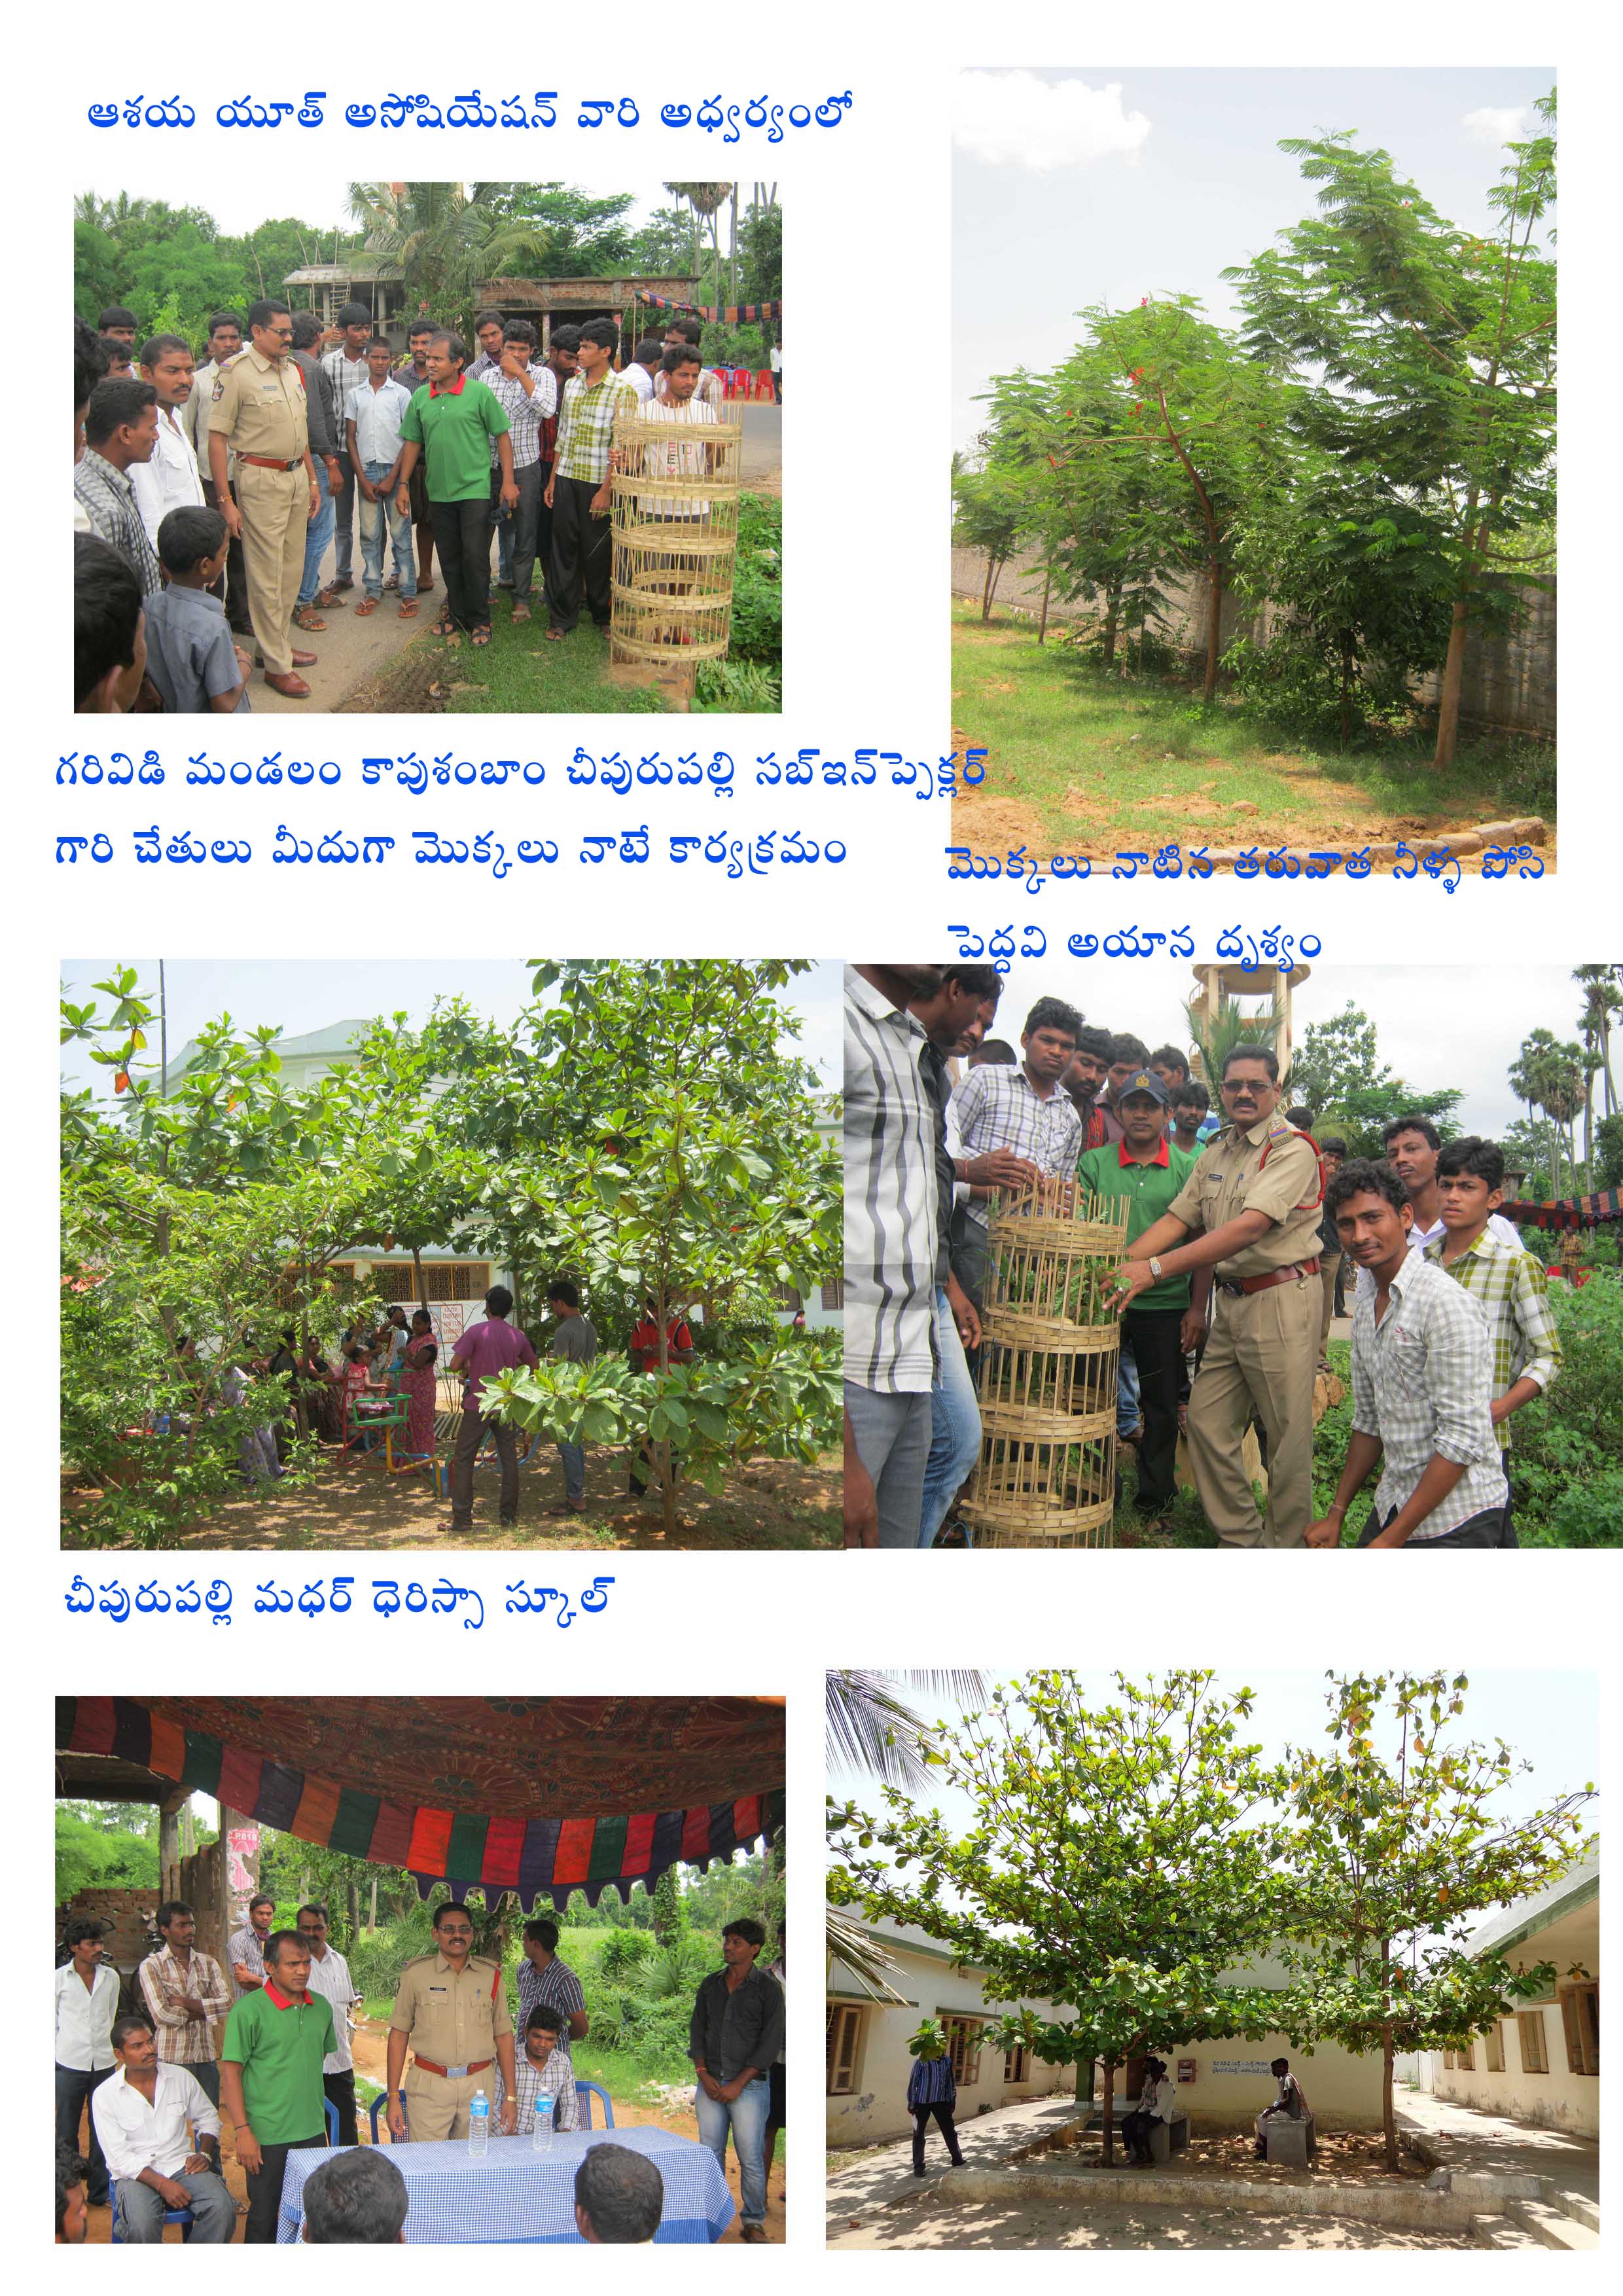 ఆశయ యూత్ అసోషియేషన్ వారి అధ్వర్యంలో
గరివిడి మండలం కాపుశంబాం చీపురుపల్లి సబ్ఇన్‌స్పెక్లర్
గారి చేతులు మీదుగా మొక్కలు నాటే కార్యక్రమం
మొక్కలు నాటిన తరువాత నీళ్ళ పోసి
పెద్దవి అయాన దృశ్యం
చీపురుపల్లి మధర్ ధెరిస్సా స్కూల్